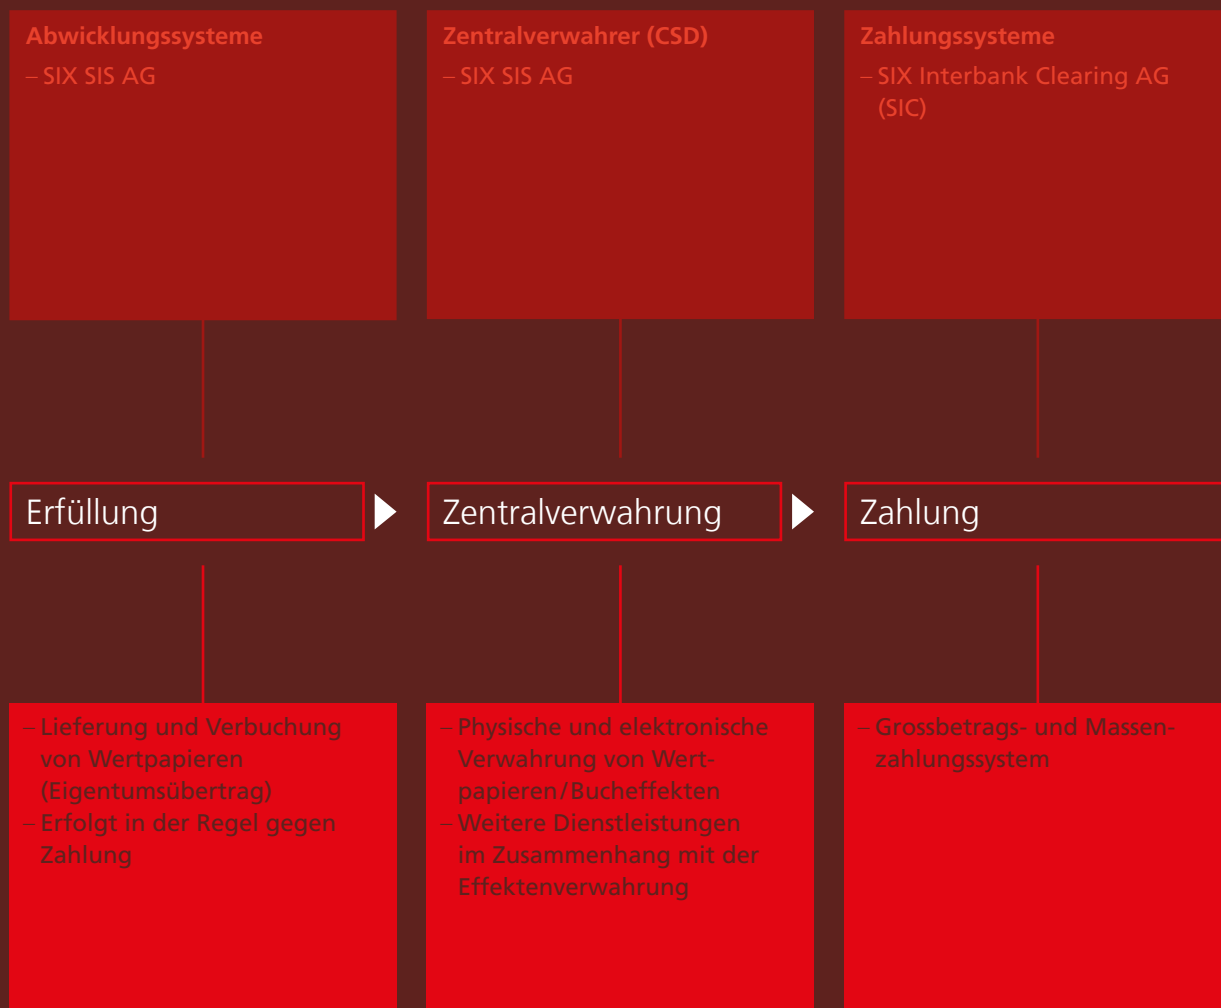 Abwicklungssysteme
– SIX SIS AG
Zentralverwahrer (CSD)
– SIX SIS AG
Zahlungssysteme
– SIX Interbank Clearing AG
(SIC)
Erfüllung
Zentralverwahrung
Zahlung
– Lieferung und Verbuchung
von Wertpapieren
(Eigentumsübertrag)
– Erfolgt in der Regel gegen
Zahlung
– Physische und elektronische
Verwahrung von Wert-
papieren/Bucheffekten
– Weitere Dienstleistungen
im Zusammenhang mit der
Effektenverwahrung
– Grossbetrags- und Massen-
zahlungssystem